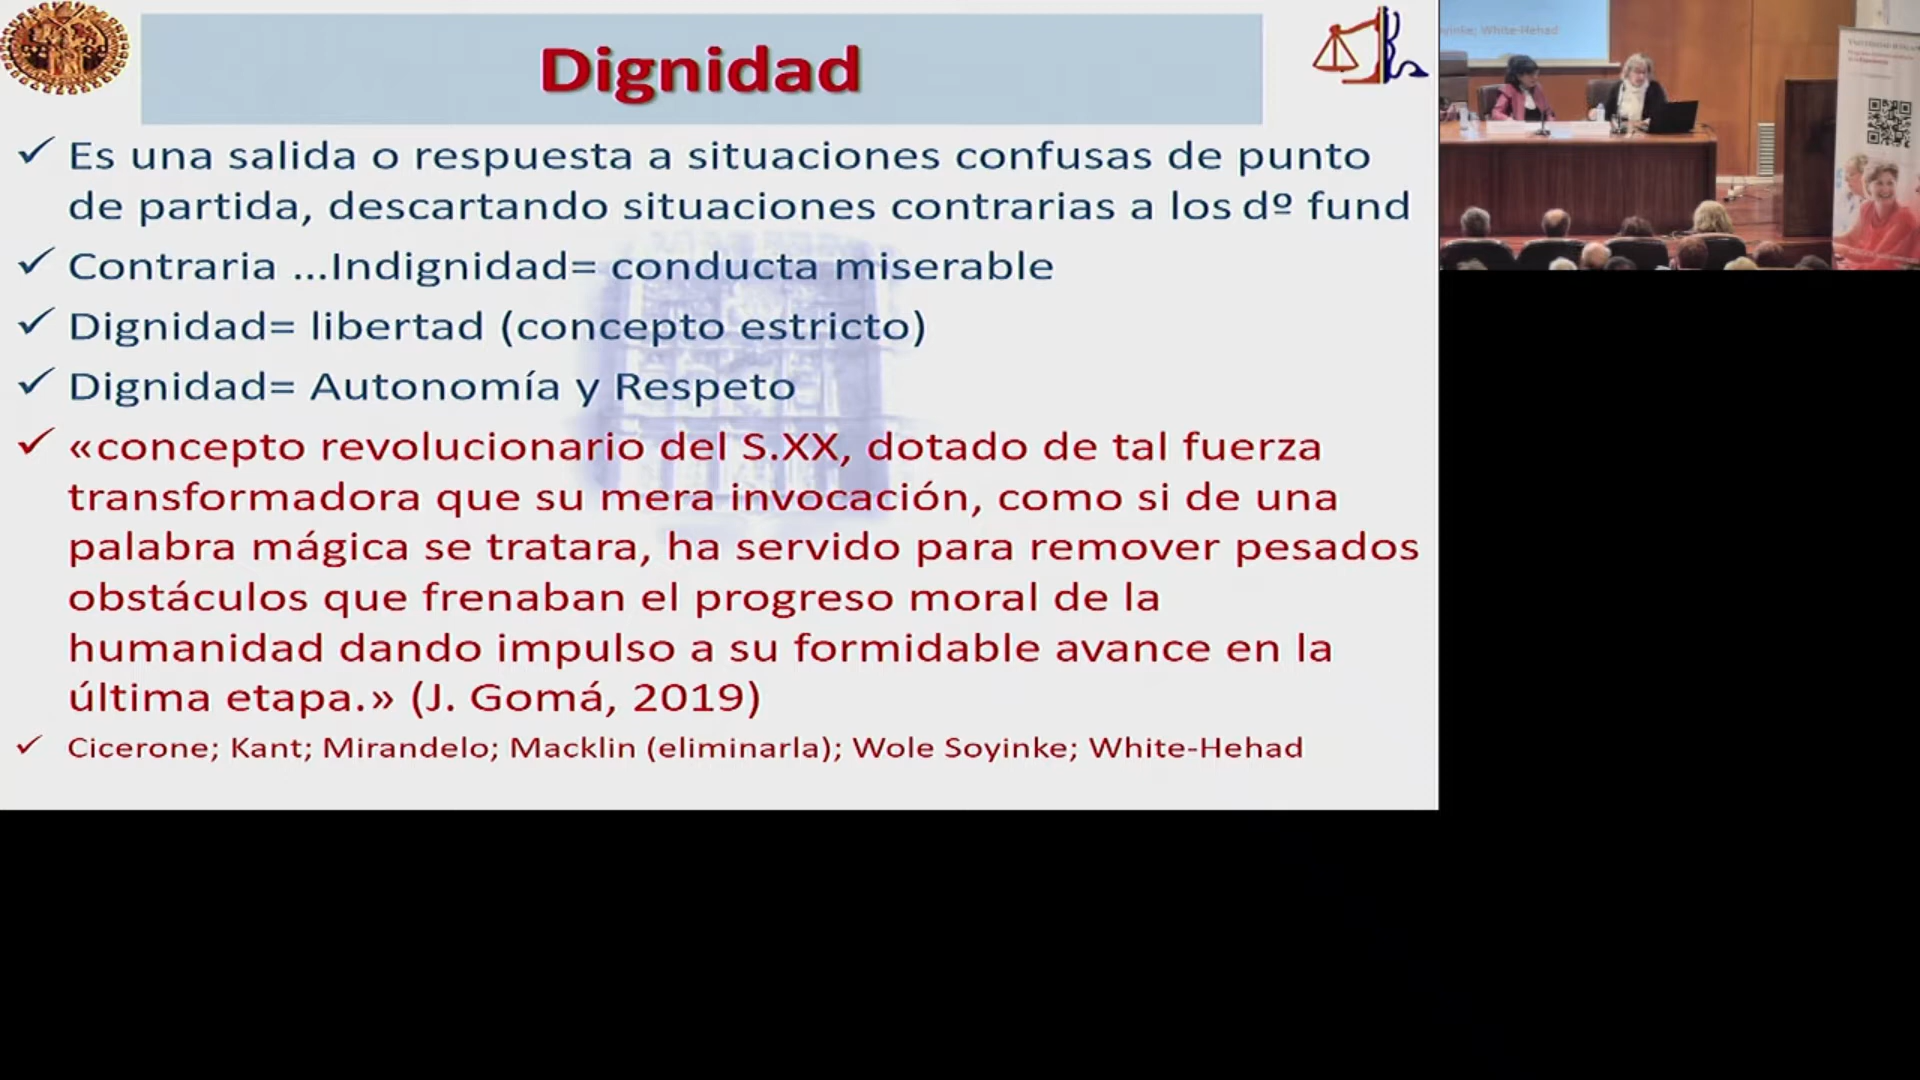 Dignidad
✓ Es una salida o respuesta a situaciones confusas de punto
de partida, descartando situaciones contrarias a los dº fund
✓ Contraria ...Indignidad= conducta miserable
✓ Dignidad= libertad (concepto estricto)
✓ Dignidad= Autonomía y Respeto
✓ «concepto revolucionario del S.XX, dotado de tal fuerza
transformadora que su mera invocación, como si de una
palabra mágica se tratara, ha servido para remover pesados
obstáculos que frenaban el progreso moral de la
humanidad dando impulso a su formidable avance en la
última etapa.» (J. Gomá, 2019)
✓ Cicerone; Kant; Mirandelo; Macklin (eliminarla); Wole Soyinke; White-Hehad
White-Hehad